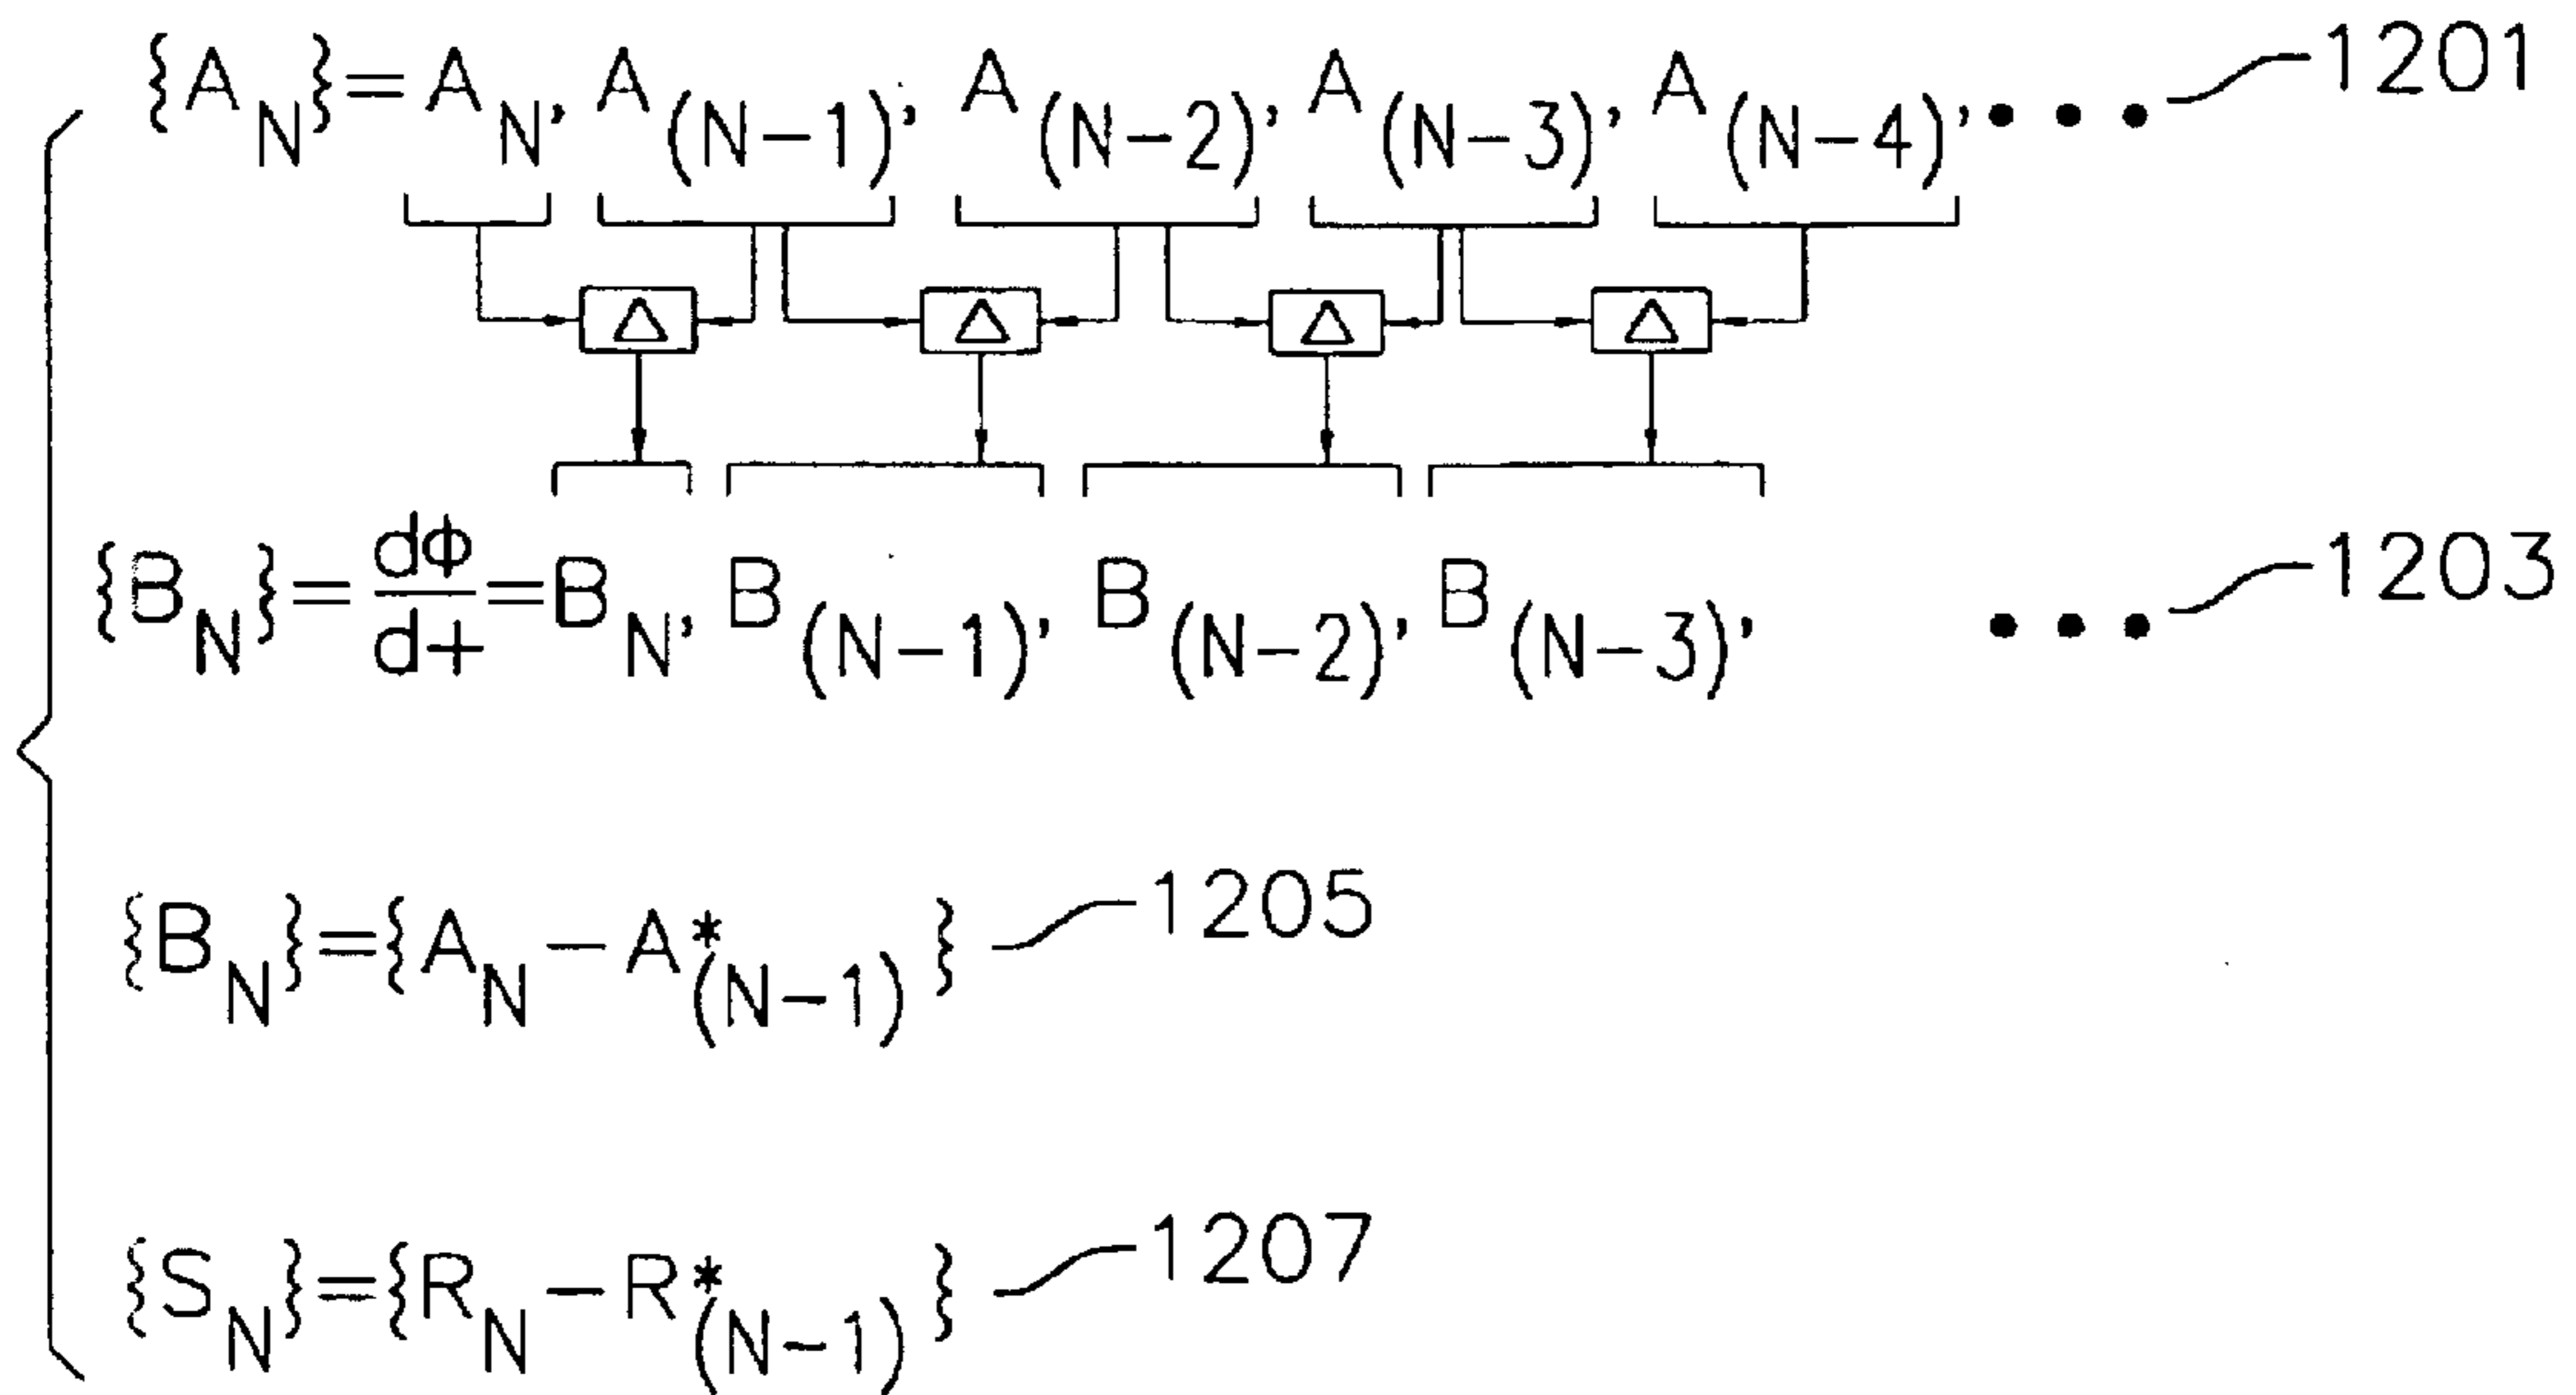 {A_N}=A_N, A_(N-1), A_(N-2), A_(N-3), A_(N-4), • • • 1201
△ △ △ △
{B_N}=dφ/d+=B_N, B_(N-1), B_(N-2), B_(N-3), • • • 1203
{B_N}={A_N-A*_(N-1)} 1205
{S_N}={R_N-R*_(N-1)} 1207